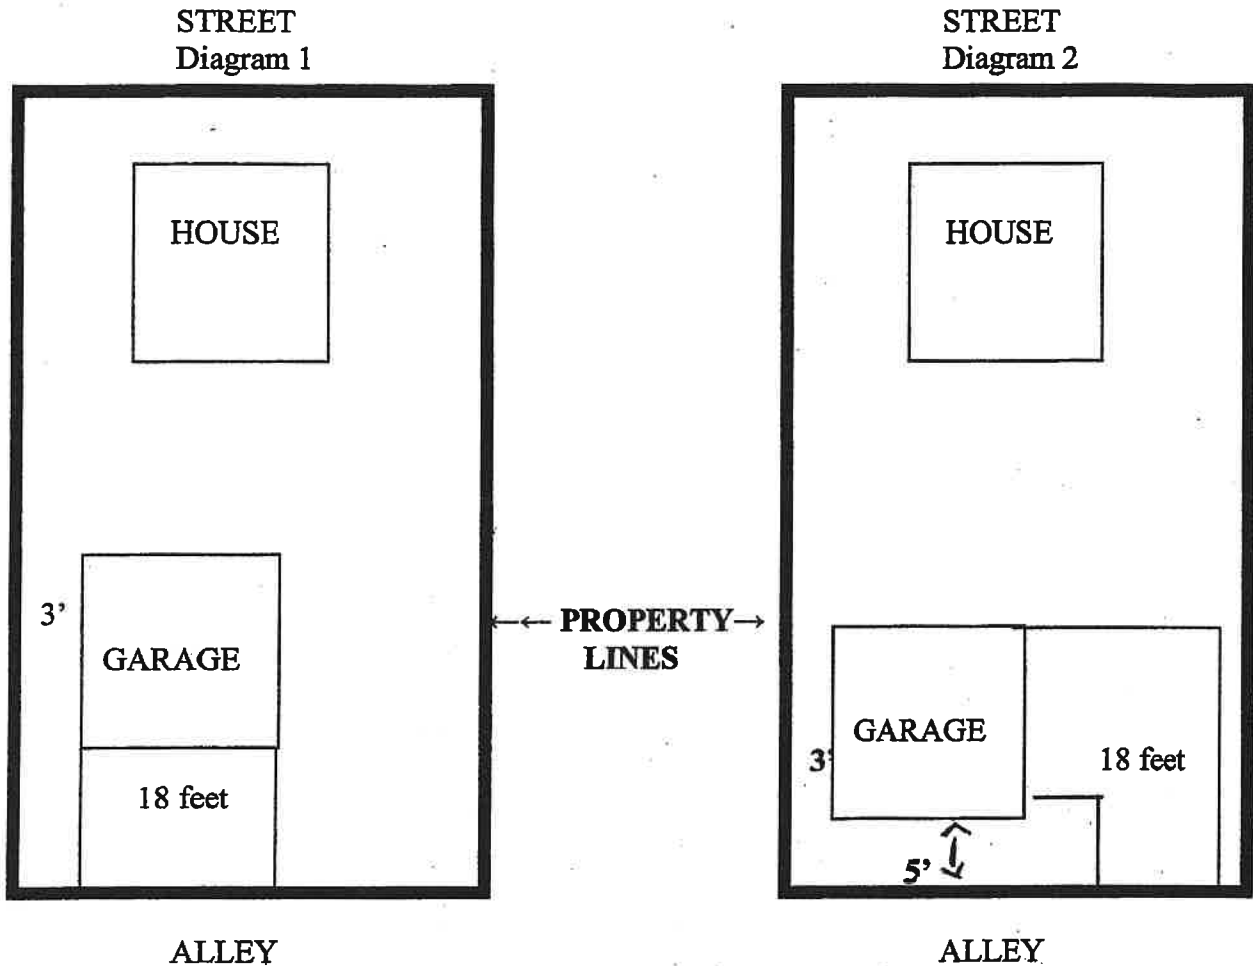 STREET
Diagram 1
HOUSE
3’
GARAGE
18 feet
ALLEY
←← PROPERTY→
LINES
STREET
Diagram 2
HOUSE
GARAGE
3’
18 feet
5’
ALLEY